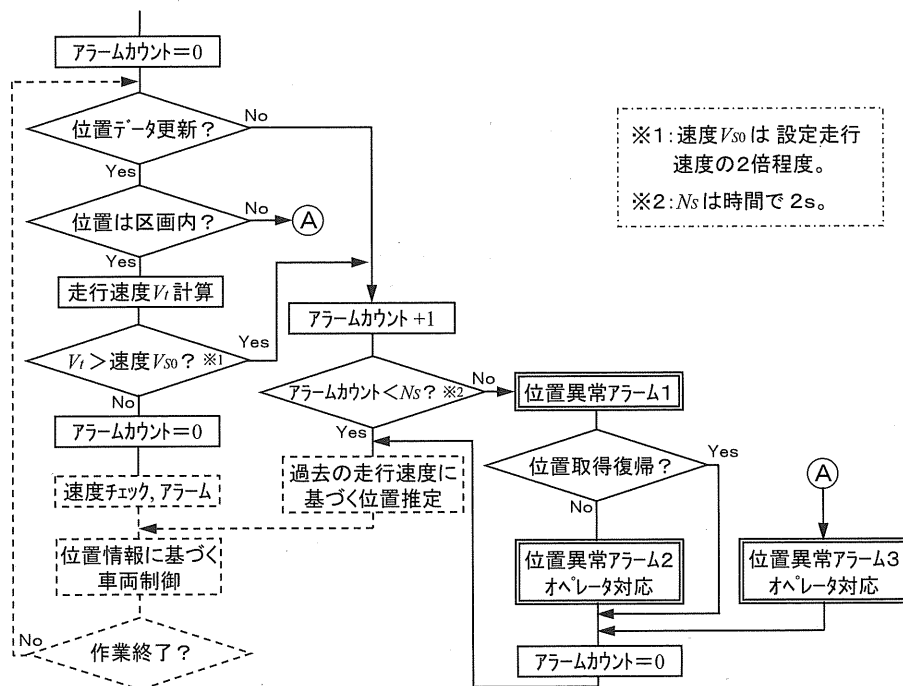 アラームカウント=0
位置データ更新?
No
Yes
位置は区画内?
No
Ⓐ
Yes
走行速度Vt計算
Vt>速度VS0?※1
Yes
No
アラームカウント=0
速度チェック,アラーム
位置情報に基づく
車両制御
作業終了?
No
アラームカウント+1
アラームカウント<NS?※2
No
Yes
過去の走行速度に
基づく位置推定
位置異常アラーム1
位置取得復帰?
Yes
No
位置異常アラーム2
オペレータ対応
Ⓐ
位置異常アラーム3
オペレータ対応
アラームカウント=0
※1:速度VS0は 設定走行
速度の2倍程度。
※2:NSは時間で 2s。